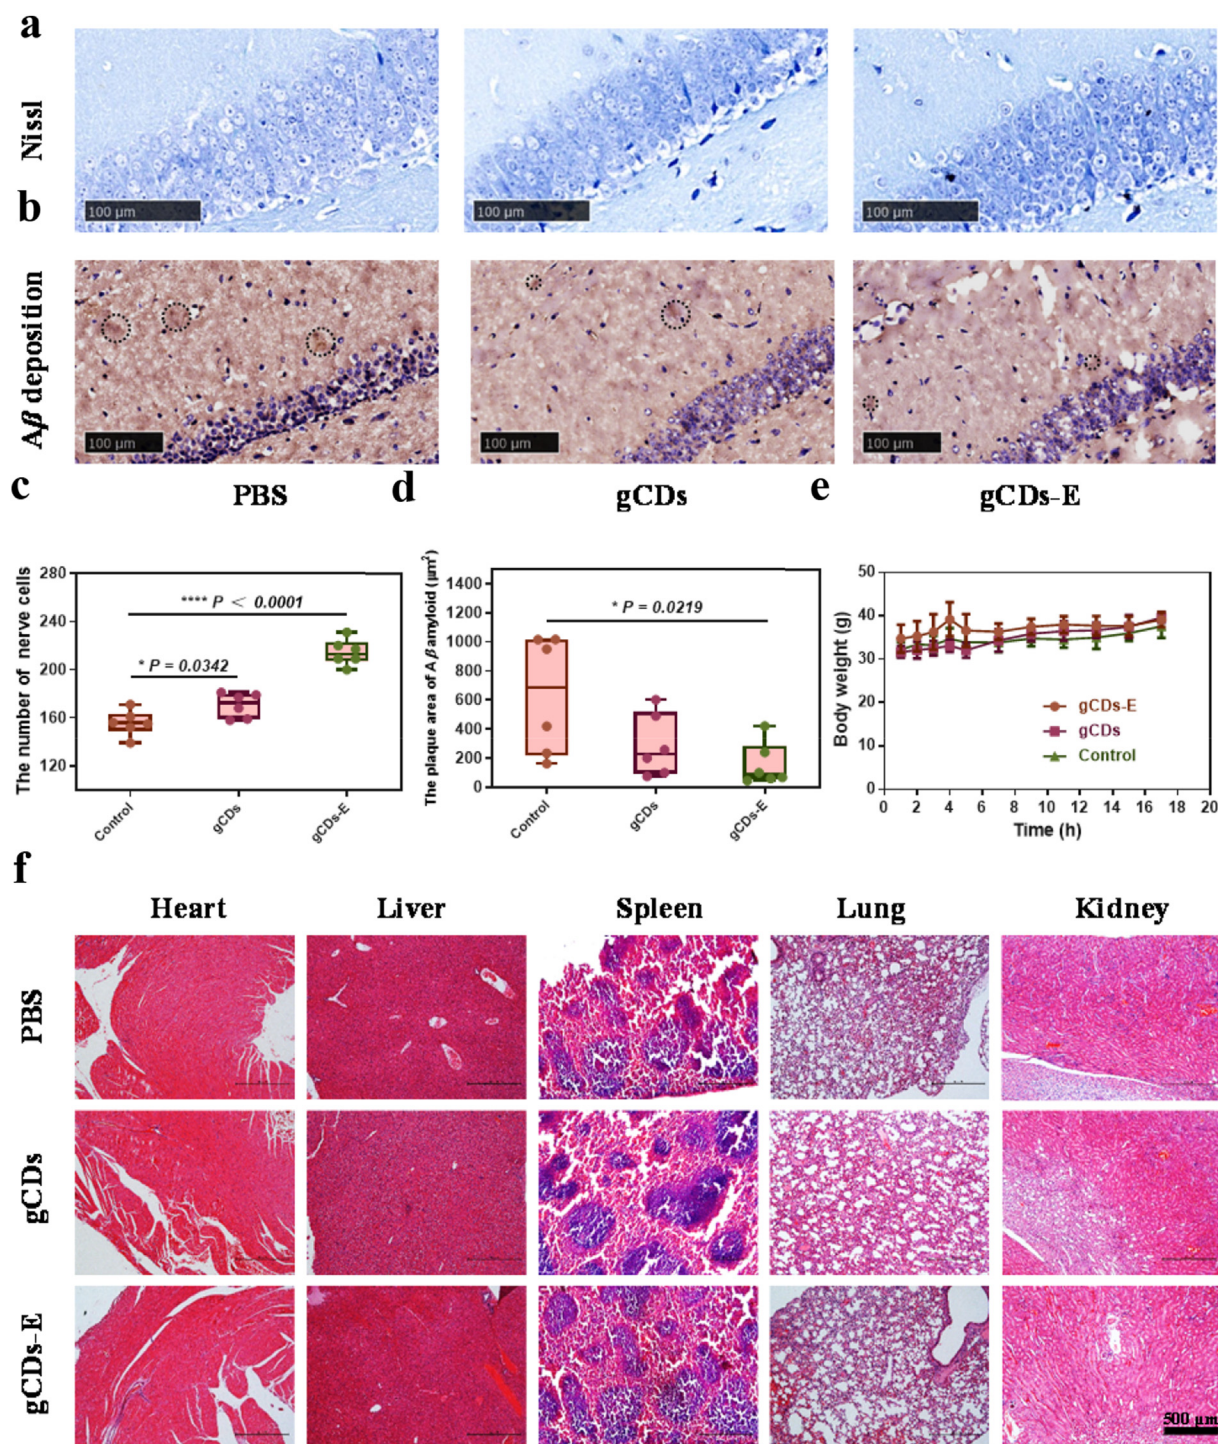 a
Nissl
100 µm
100 µm
100 µm
b
Aβ deposition
100 µm
100 µm
100 µm
PBS
gCDs
gCDs-E
c
The number of nerve cells
280
240
200
160
120
**** P < 0.0001
* P = 0.0342
Control
gCDs
gCDs-E
d
The plaque area of Aβ amyloid (µm²)
1400
1200
1000
800
600
400
200
0
* P = 0.0219
Control
gCDs
gCDs-E
e
Body weight (g)
50
40
30
20
10
0
gCDs-E
gCDs
Control
0 2 4 6 8 10 12 14 16 18 20
Time (h)
f
Heart Liver Spleen Lung Kidney
PBS
gCDs
gCDs-E
500 µm